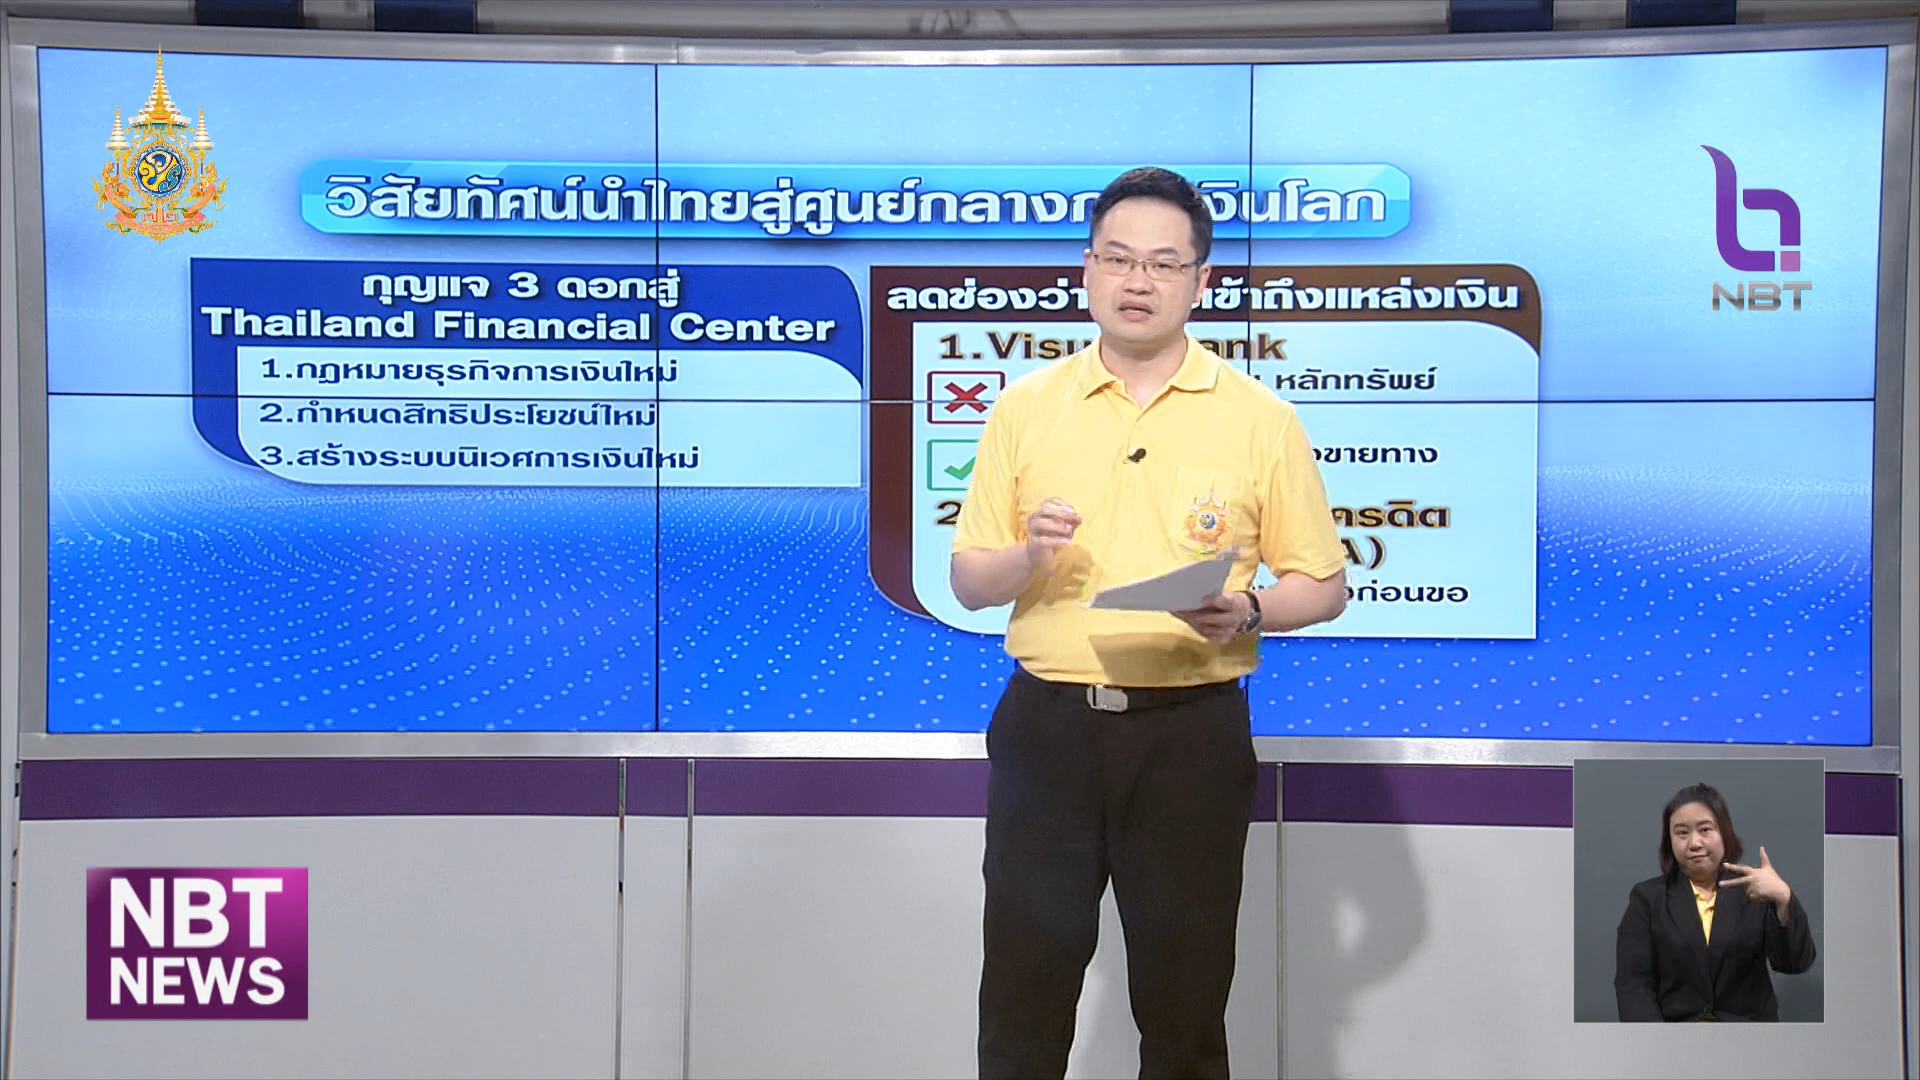 วิสัยทัศน์นำไทยสู่ศูนย์กลาง
เงินโลก
NBT
กุญแจ 3 ดอกสู่
Thailand Financial Center
1.กฎหมายธุรกิจการเงินใหม่
2.กำหนดสิทธิประโยชน์ใหม่
3.สร้างระบบนิเวศการเงินใหม่
ลดช่องว่า
เข้าถึงแหล่งเงิน
1.Visu
ank
หลักทรัพย์
ขายทาง
2
ครดิต
A)
ก่อนขอ
NBT
NEWS
๗๒